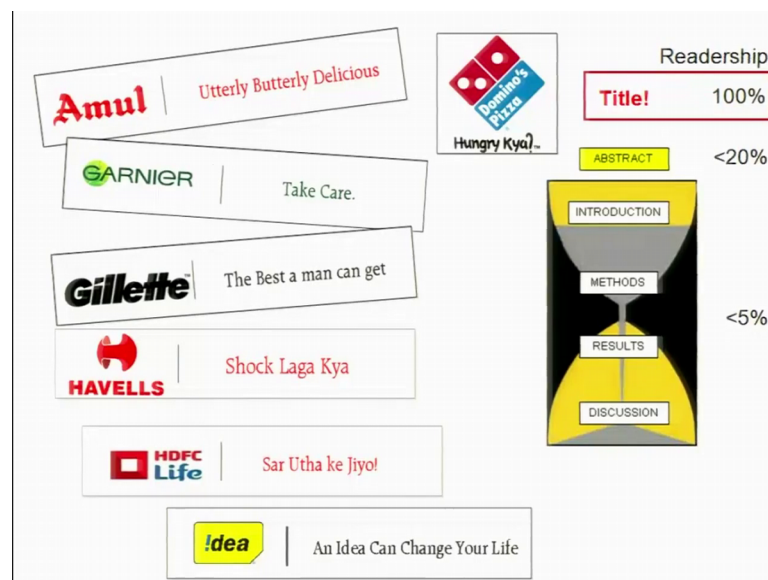 Amul
Utterly Butterly Delicious
GARNIER
Take Care.
Gillette™
The Best a man can get
HAVELLS
Shock Laga Kya
HDFC
Life
Sar Utha ke Jiyo!
!dea
An Idea Can Change Your Life
Domino's
Pizza
Hungry Kya?™
Readership
Title! 100%
ABSTRACT <20%
INTRODUCTION
METHODS
<5%
RESULTS
DISCUSSION